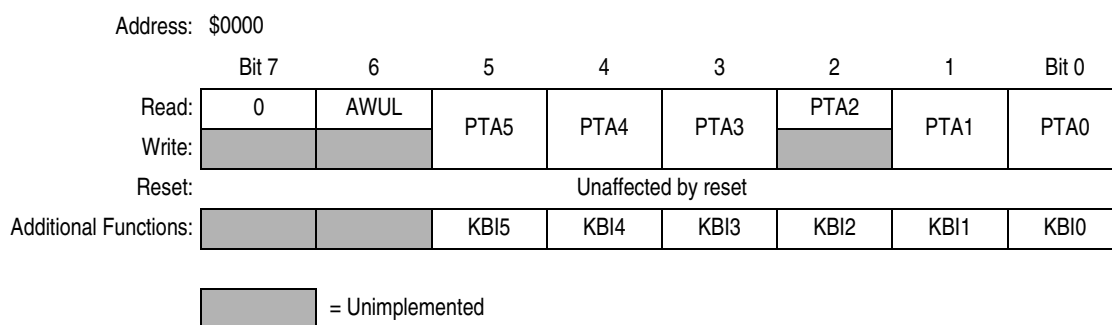 Address: $0000
Bit 7 6 5 4 3 2 1 Bit 0
Read: 0 AWUL PTA5 PTA4 PTA3 PTA2 PTA1 PTA0
Write:
Reset: Unaffected by reset
Additional Functions: KBI5 KBI4 KBI3 KBI2 KBI1 KBI0
= Unimplemented